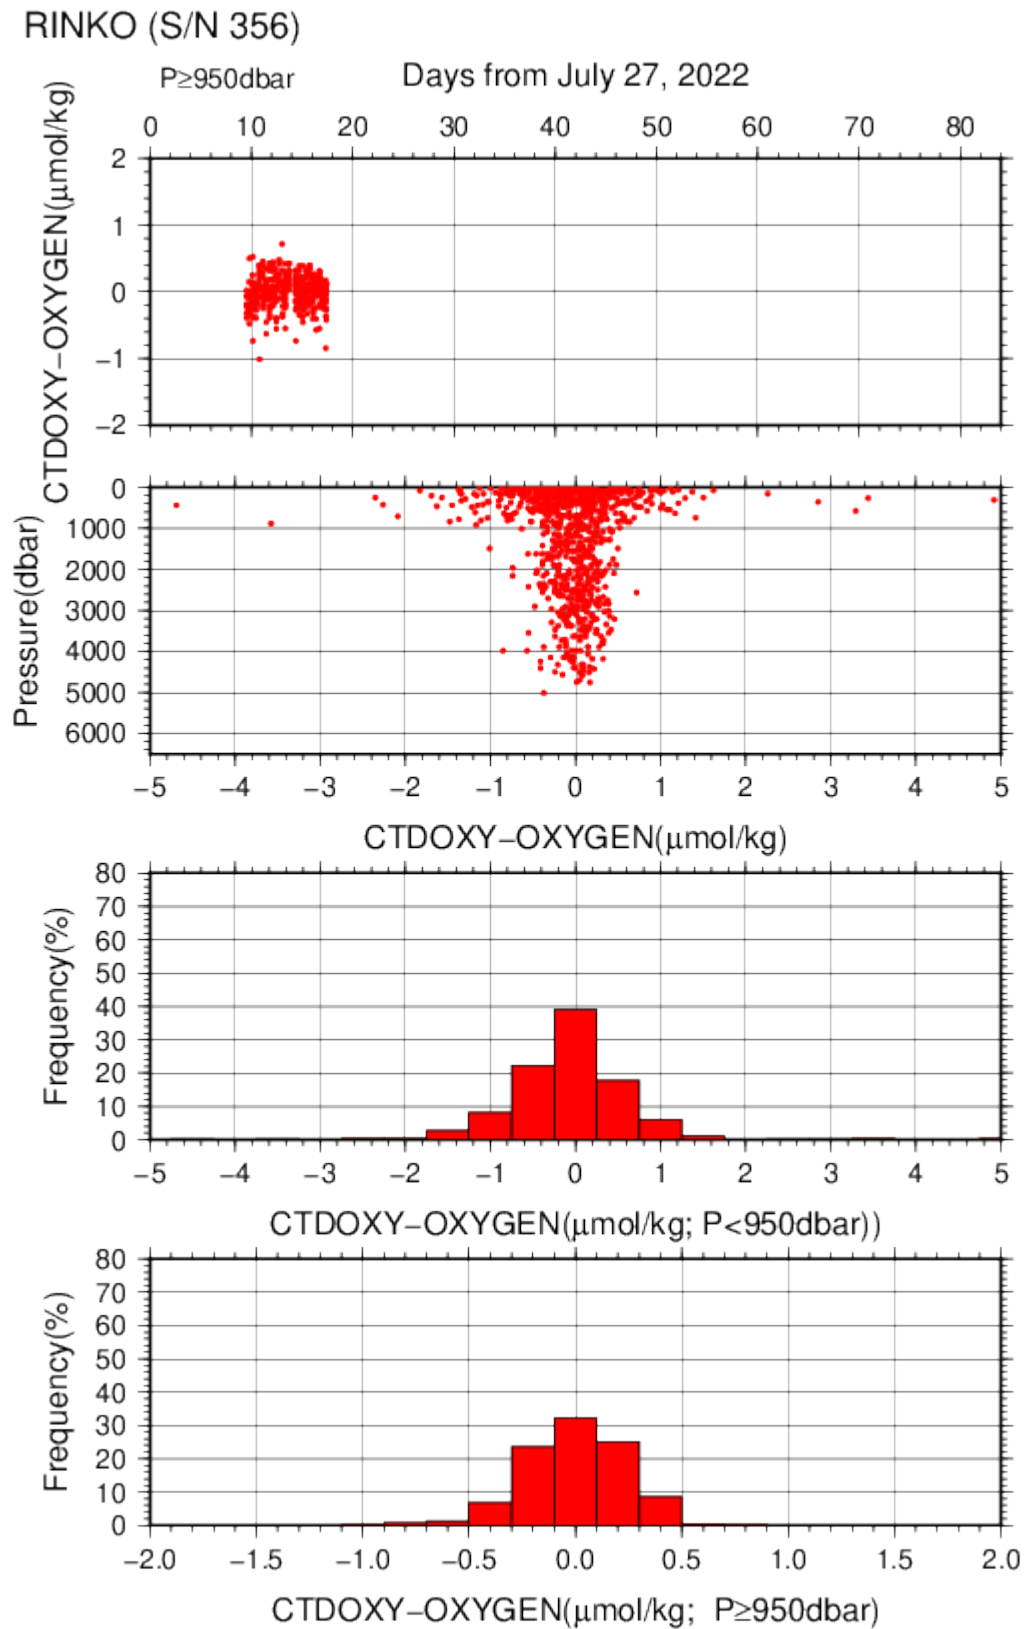 RINKO (S/N 356)
P≥950dbar Days from July 27, 2022
0 10 20 30 40 50 60 70 80
CTDOXY−OXYGEN(μmol/kg)
2
1
0
−1
−2
Pressure(dbar)
0
1000
2000
3000
4000
5000
6000
−5 −4 −3 −2 −1 0 1 2 3 4 5
CTDOXY−OXYGEN(μmol/kg)
Frequency(%)
80
70
60
50
40
30
20
10
0
−5 −4 −3 −2 −1 0 1 2 3 4 5
CTDOXY−OXYGEN(μmol/kg; P<950dbar))
Frequency(%)
80
70
60
50
40
30
20
10
0
−2.0 −1.5 −1.0 −0.5 0.0 0.5 1.0 1.5 2.0
CTDOXY−OXYGEN(μmol/kg; P≥950dbar)